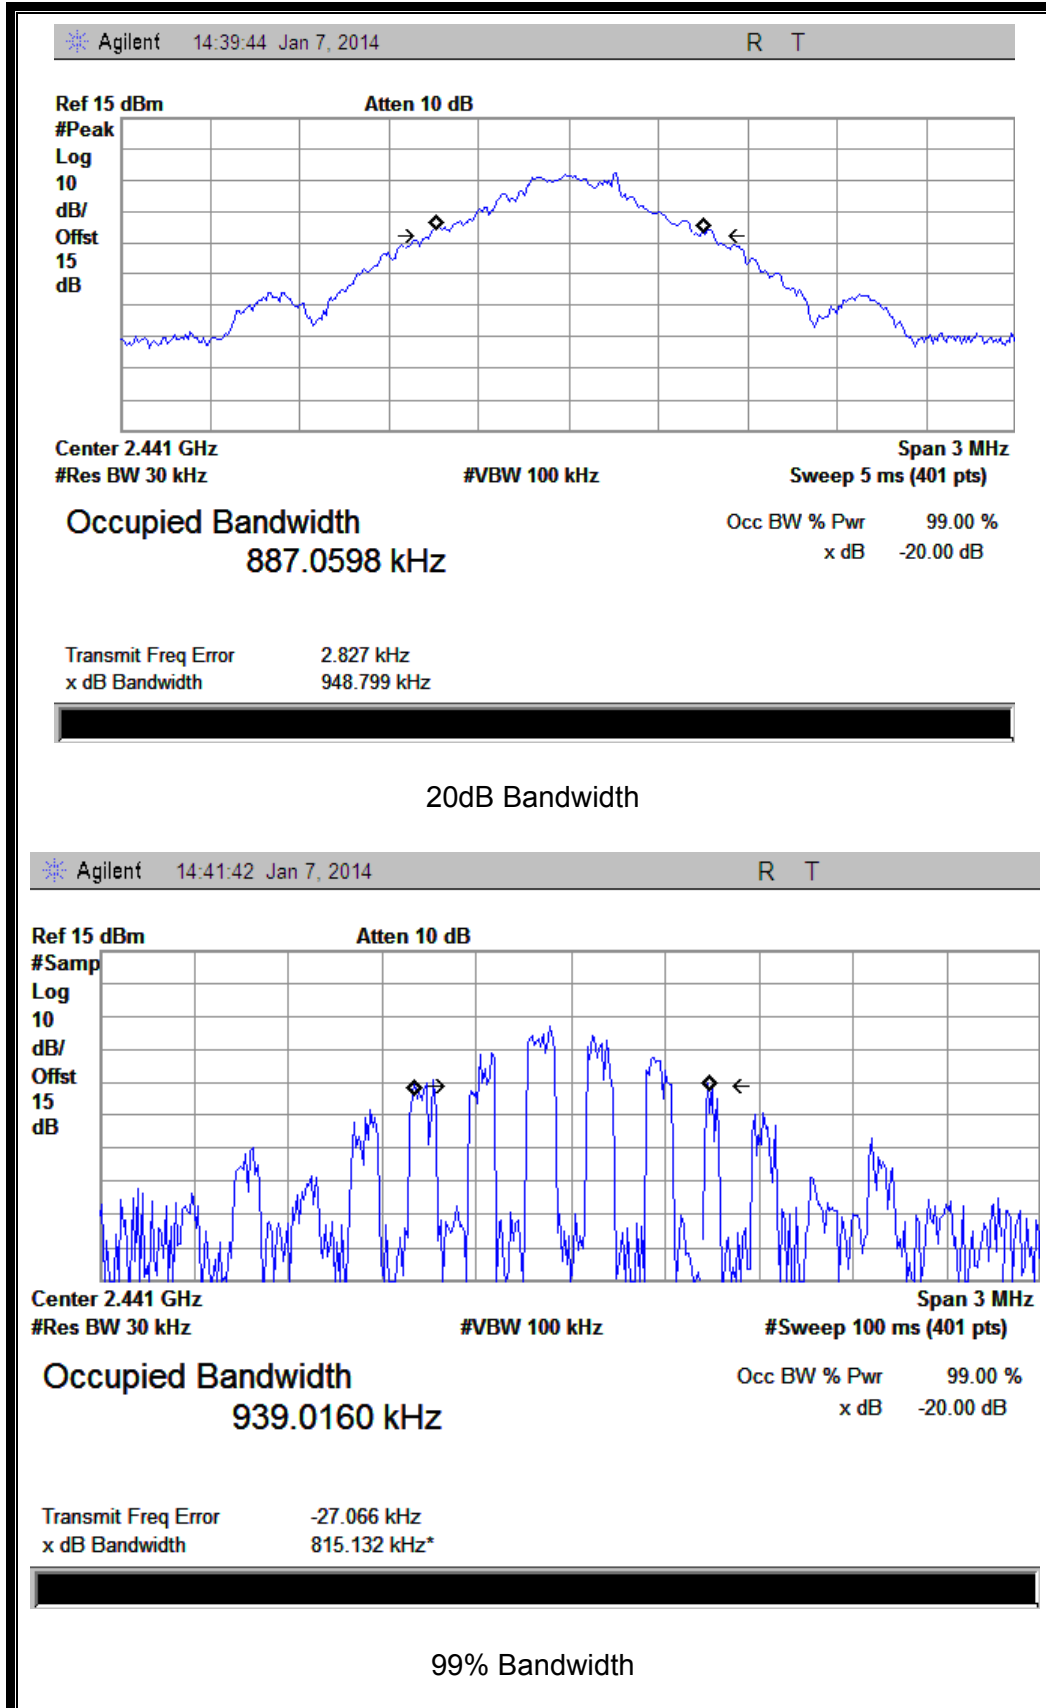 Agilent 14:39:44 Jan 7, 2014 R T
Ref 15 dBm Atten 10 dB
#Peak
Log
10
dB/
Offst
15
dB
Center 2.441 GHz Span 3 MHz
#Res BW 30 kHz #VBW 100 kHz Sweep 5 ms (401 pts)
Occupied Bandwidth Occ BW % Pwr 99.00 %
887.0598 kHz x dB -20.00 dB
Transmit Freq Error 2.827 kHz
x dB Bandwidth 948.799 kHz
20dB Bandwidth
Agilent 14:41:42 Jan 7, 2014 R T
Ref 15 dBm Atten 10 dB
#Samp
Log
10
dB/
Offst
15
dB
Center 2.441 GHz Span 3 MHz
#Res BW 30 kHz #VBW 100 kHz #Sweep 100 ms (401 pts)
Occupied Bandwidth Occ BW % Pwr 99.00 %
939.0160 kHz x dB -20.00 dB
Transmit Freq Error -27.066 kHz
x dB Bandwidth 815.132 kHz*
99% Bandwidth